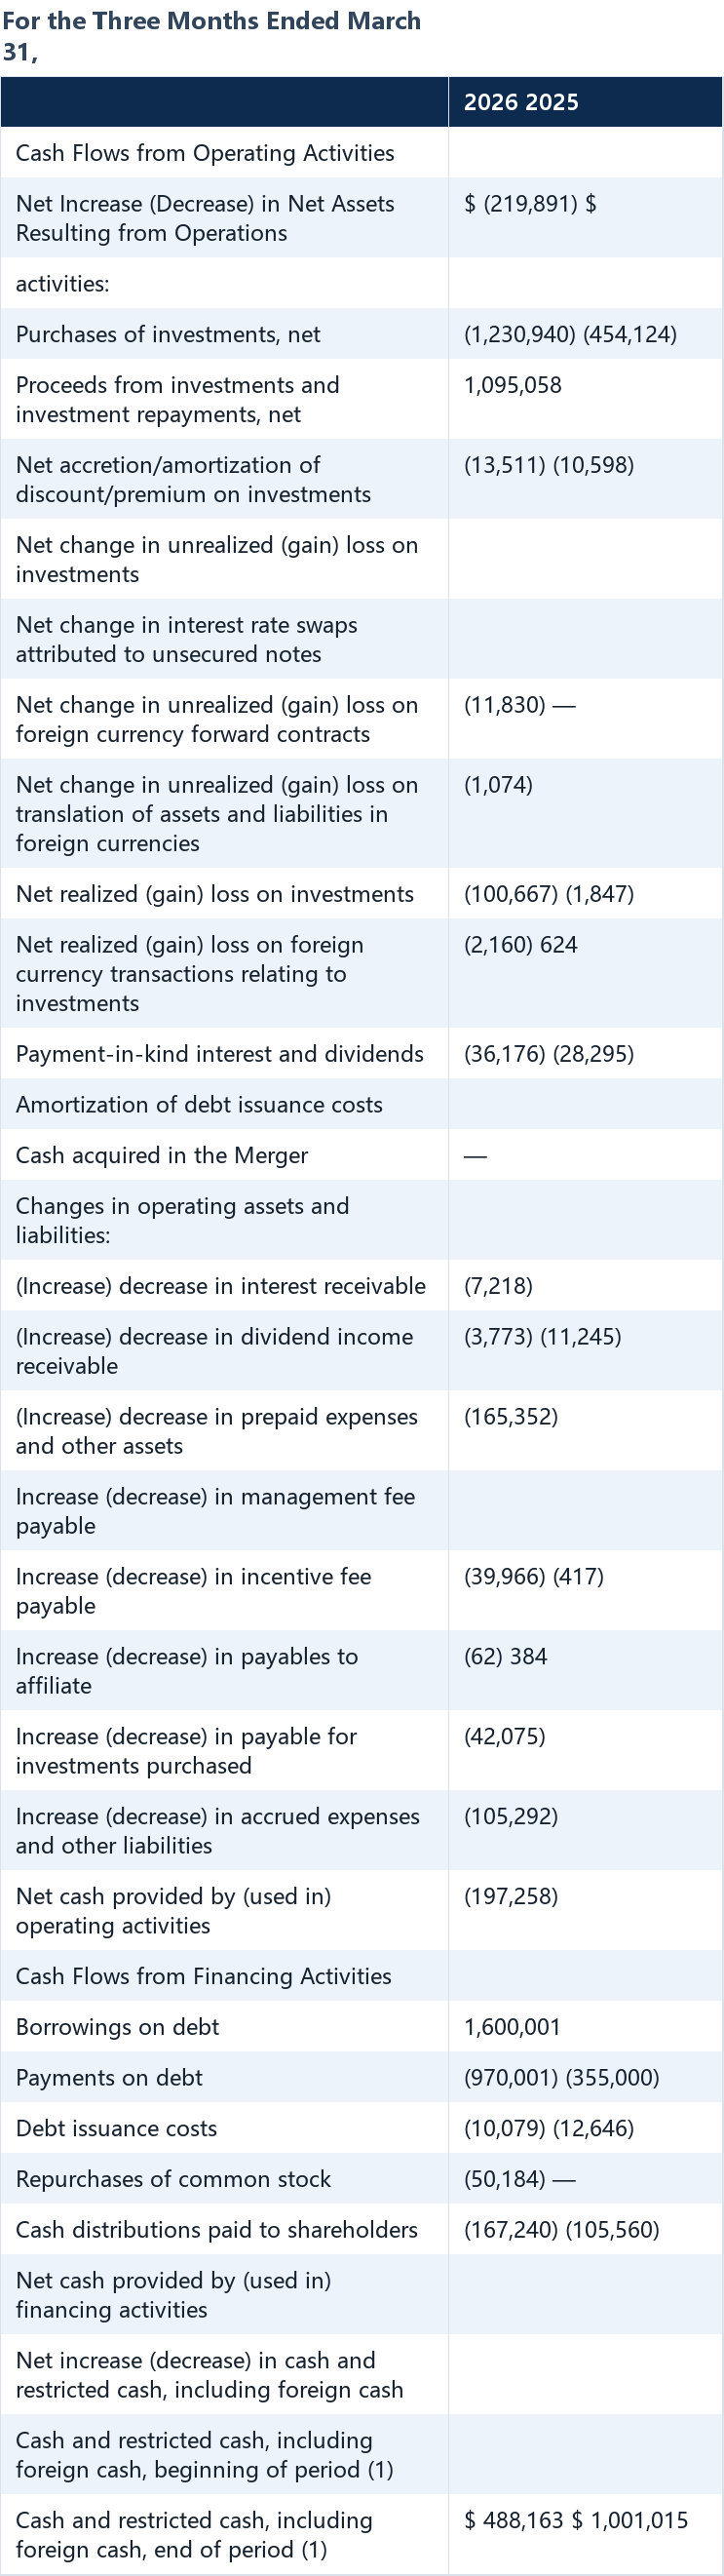 For the Three Months Ended March
31,
2026 2025
Cash Flows from Operating Activities
Net Increase (Decrease) in Net Assets
Resulting from Operations
$ (219,891) $
activities:
Purchases of investments, net
(1,230,940) (454,124)
Proceeds from investments and
investment repayments, net
1,095,058
Net accretion/amortization of
discount/premium on investments
(13,511) (10,598)
Net change in unrealized (gain) loss on
investments
Net change in interest rate swaps
attributed to unsecured notes
Net change in unrealized (gain) loss on
foreign currency forward contracts
(11,830) —
Net change in unrealized (gain) loss on
translation of assets and liabilities in
foreign currencies
(1,074)
Net realized (gain) loss on investments
(100,667) (1,847)
Net realized (gain) loss on foreign
currency transactions relating to
investments
(2,160) 624
Payment-in-kind interest and dividends
(36,176) (28,295)
Amortization of debt issuance costs
Cash acquired in the Merger
—
Changes in operating assets and
liabilities:
(Increase) decrease in interest receivable
(7,218)
(Increase) decrease in dividend income
receivable
(3,773) (11,245)
(Increase) decrease in prepaid expenses
and other assets
(165,352)
Increase (decrease) in management fee
payable
Increase (decrease) in incentive fee
payable
(39,966) (417)
Increase (decrease) in payables to
affiliate
(62) 384
Increase (decrease) in payable for
investments purchased
(42,075)
Increase (decrease) in accrued expenses
and other liabilities
(105,292)
Net cash provided by (used in)
operating activities
(197,258)
Cash Flows from Financing Activities
Borrowings on debt
1,600,001
Payments on debt
(970,001) (355,000)
Debt issuance costs
(10,079) (12,646)
Repurchases of common stock
(50,184) —
Cash distributions paid to shareholders
(167,240) (105,560)
Net cash provided by (used in)
financing activities
Net increase (decrease) in cash and
restricted cash, including foreign cash
Cash and restricted cash, including
foreign cash, beginning of period (1)
Cash and restricted cash, including
foreign cash, end of period (1)
$ 488,163 $ 1,001,015